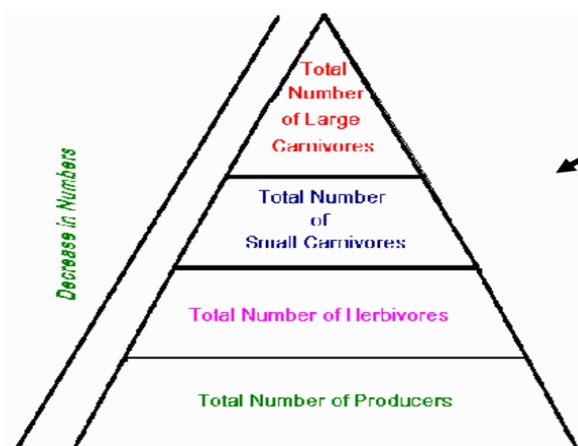 Total
Number
of Large
Carnivores
Total Number
of
Small Carnivores
Total Number of Herbivores
Total Number of Producers
Decrease in Numbers